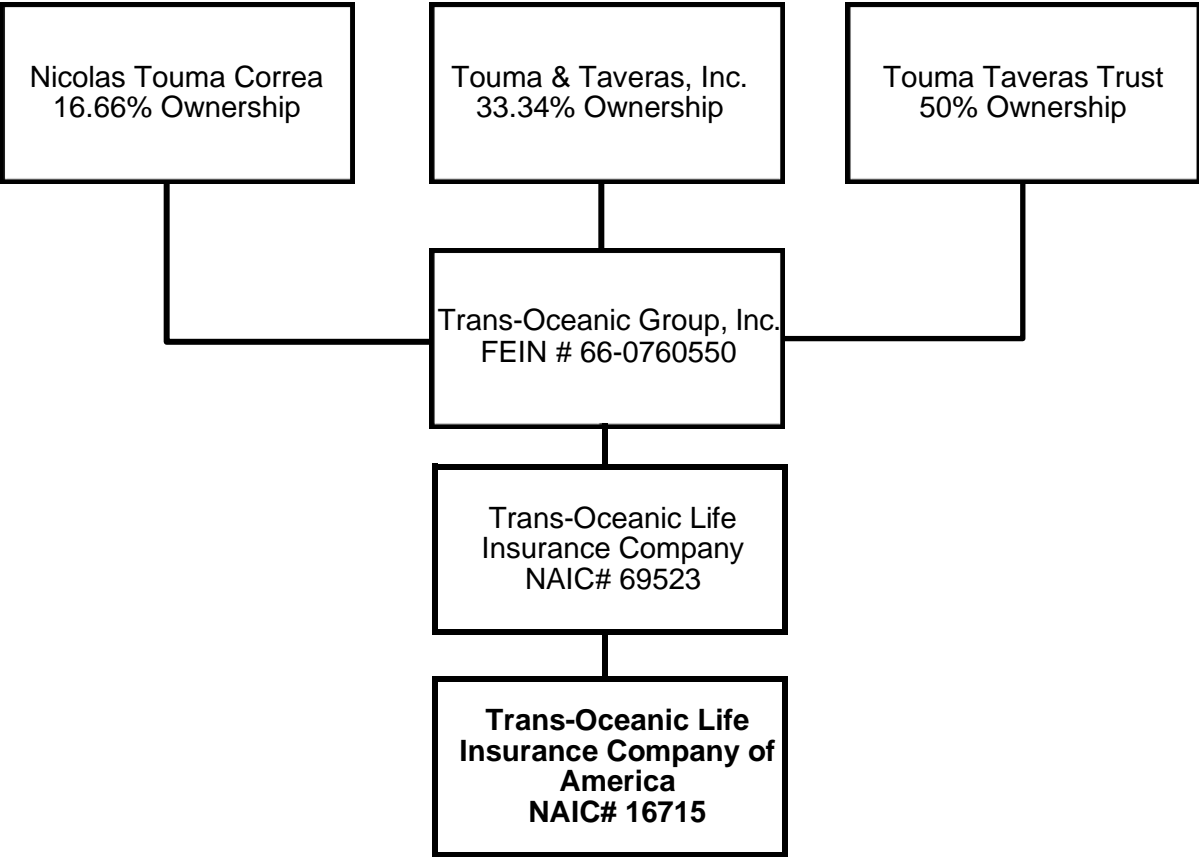 Nicolas Touma Correa
16.66% Ownership
Touma & Taveras, Inc.
33.34% Ownership
Touma Taveras Trust
50% Ownership
Trans-Oceanic Group, Inc.
FEIN # 66-0760550
Trans-Oceanic Life
Insurance Company
NAIC# 69523
Trans-Oceanic Life
Insurance Company of
America
NAIC# 16715